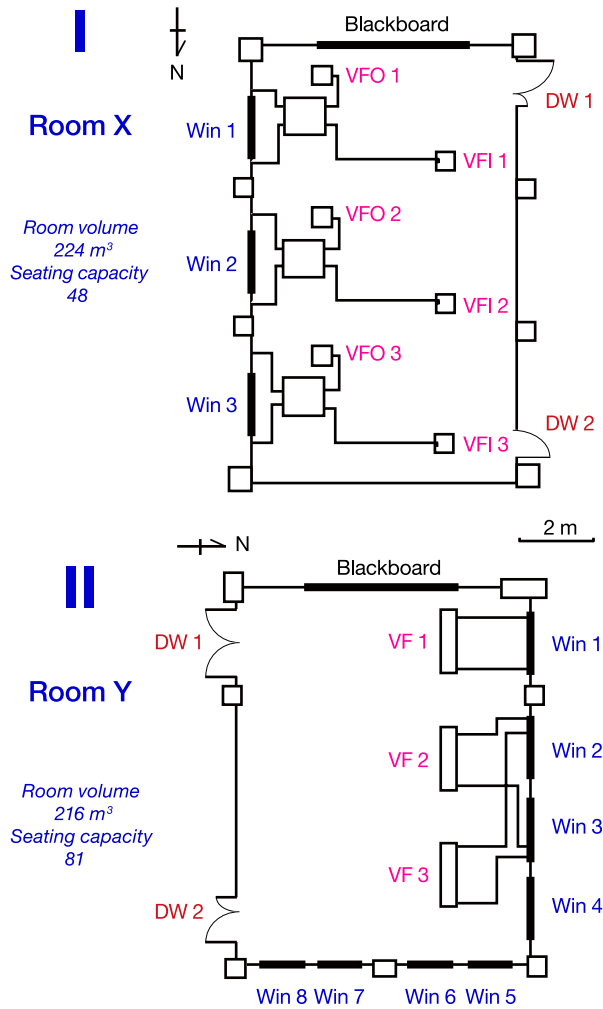 I
N
Blackboard
Room X
Room volume
224 m³
Seating capacity
48
Win 1
Win 2
Win 3
VFO 1
VFI 1
VFO 2
VFI 2
VFO 3
VFI 3
DW 1
DW 2
2 m
II
N
Blackboard
Room Y
Room volume
216 m³
Seating capacity
81
DW 1
DW 2
VF 1
VF 2
VF 3
Win 1
Win 2
Win 3
Win 4
Win 8 Win 7 Win 6 Win 5